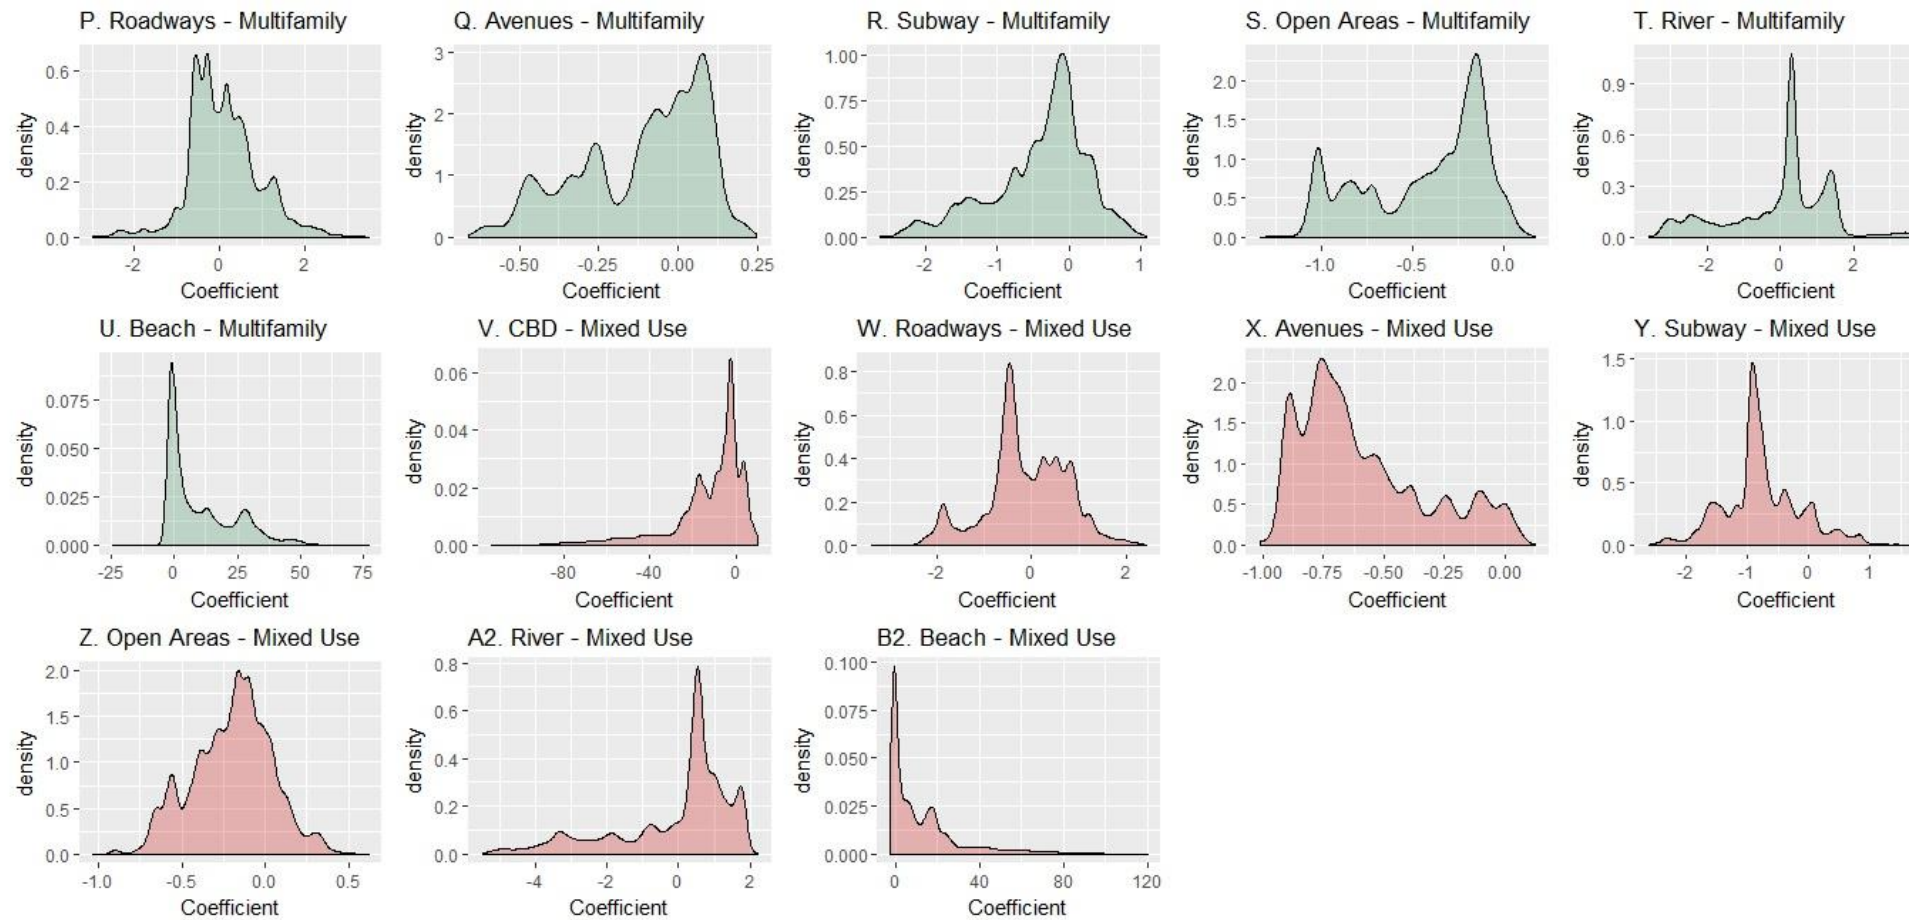 P. Roadways - Multifamily
Q. Avenues - Multifamily
R. Subway - Multifamily
S. Open Areas - Multifamily
T. River - Multifamily
density
0.6
0.4
0.2
0.0
-2 0 2
Coefficient
density
3
2
1
0
-0.50 -0.25 0.00 0.25
Coefficient
density
1.00
0.75
0.50
0.25
0.00
-2 -1 0 1
Coefficient
density
2.0
1.5
1.0
0.5
0.0
-1.0 -0.5 0.0
Coefficient
density
0.9
0.6
0.3
0.0
-2 0 2
Coefficient
U. Beach - Multifamily
V. CBD - Mixed Use
W. Roadways - Mixed Use
X. Avenues - Mixed Use
Y. Subway - Mixed Use
density
0.075
0.050
0.025
0.000
-25 0 25 50 75
Coefficient
density
0.06
0.04
0.02
0.00
-80 -40 0
Coefficient
density
0.8
0.6
0.4
0.2
0.0
-2 0 2
Coefficient
density
2.0
1.5
1.0
0.5
0.0
-1.00 -0.75 -0.50 -0.25 0.00
Coefficient
density
1.5
1.0
0.5
0.0
-2 -1 0 1
Coefficient
Z. Open Areas - Mixed Use
A2. River - Mixed Use
B2. Beach - Mixed Use
density
2.0
1.5
1.0
0.5
0.0
-1.0 -0.5 0.0 0.5
Coefficient
density
0.8
0.6
0.4
0.2
0.0
-4 -2 0 2
Coefficient
density
0.100
0.075
0.050
0.025
0.000
0 40 80 120
Coefficient